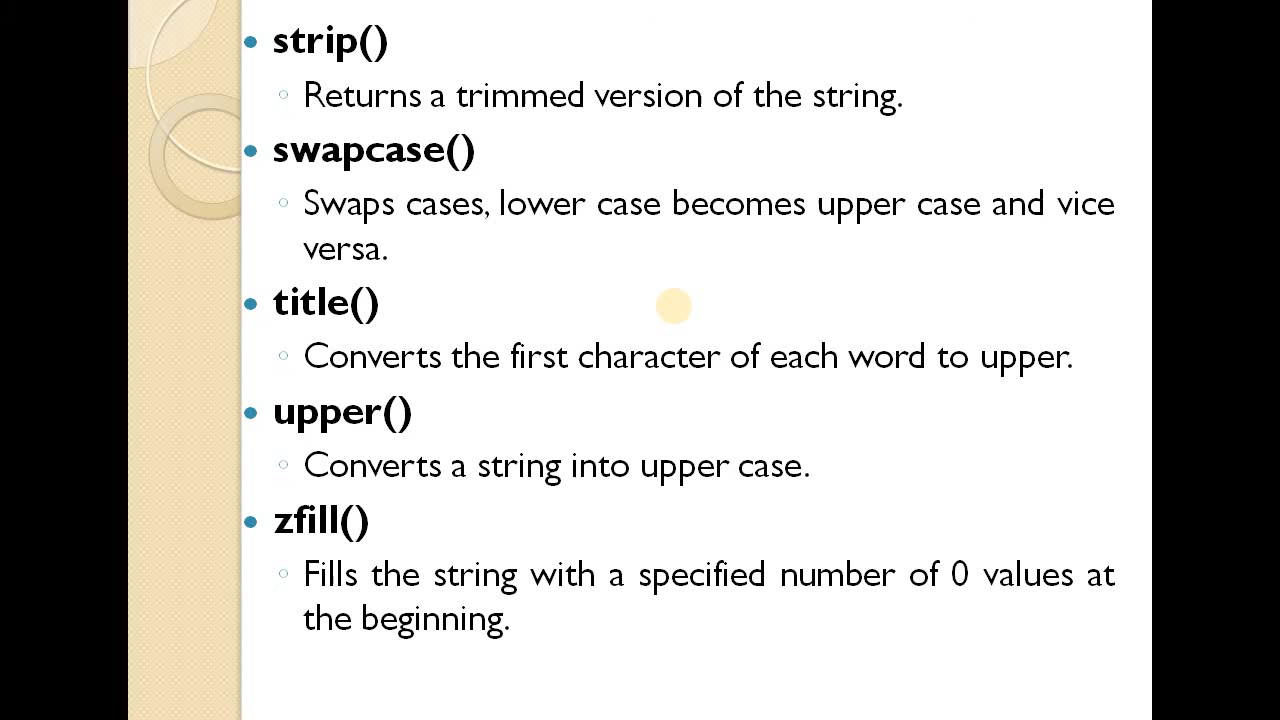 • strip()
◦ Returns a trimmed version of the string.
• swapcase()
◦ Swaps cases, lower case becomes upper case and vice
versa.
• title()
◦ Converts the first character of each word to upper.
• upper()
◦ Converts a string into upper case.
• zfill()
◦ Fills the string with a specified number of 0 values at
the beginning.